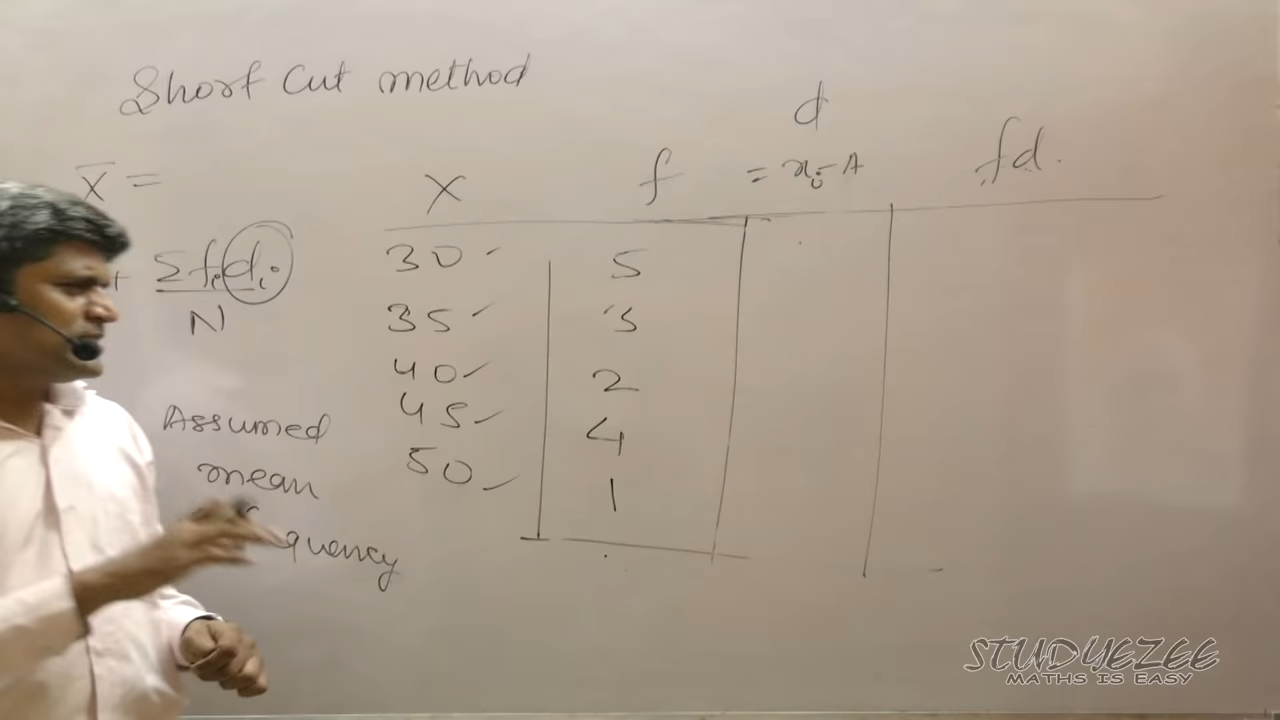 Short Cut method
x̄ =
+ Σfidi
N
Assumed
mean
quency
d
X f = xi-A fd.
30 5
35 3
40 2
45 4
50 1
STUDYEZEE
MATHS IS EASY